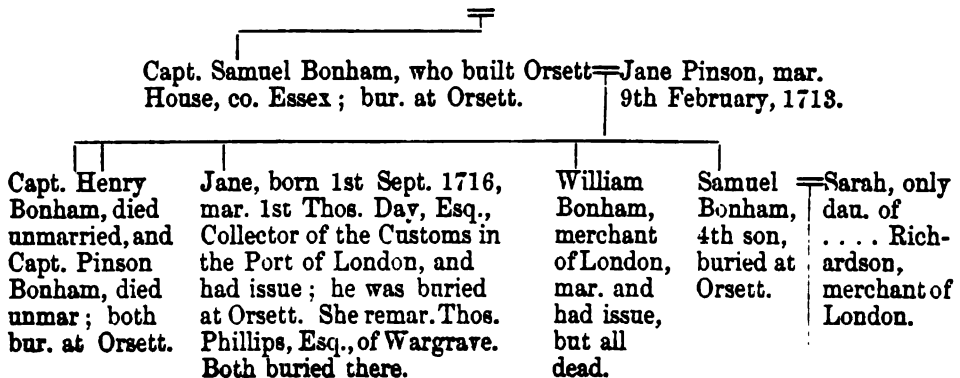 Capt. Samuel Bonham, who built Orsett
House, co. Essex; bur. at Orsett.
Jane Pinson, mar.
9th February, 1713.
Capt. Henry
Bonham, died
unmarried, and
Capt. Pinson
Bonham, died
unmar; both
bur. at Orsett.
Jane, born 1st Sept. 1716,
mar. 1st Thos. Day, Esq.,
Collector of the Customs in
the Port of London, and
had issue; he was buried
at Orsett. She remar. Thos.
Phillips, Esq., of Wargrave.
Both buried there.
William
Bonham,
merchant
of London,
mar. and
had issue,
but all
dead.
Samuel
Bonham,
4th son,
buried at
Orsett.
Sarah, only
dau. of
. . . . Rich-
ardson,
merchant of
London.